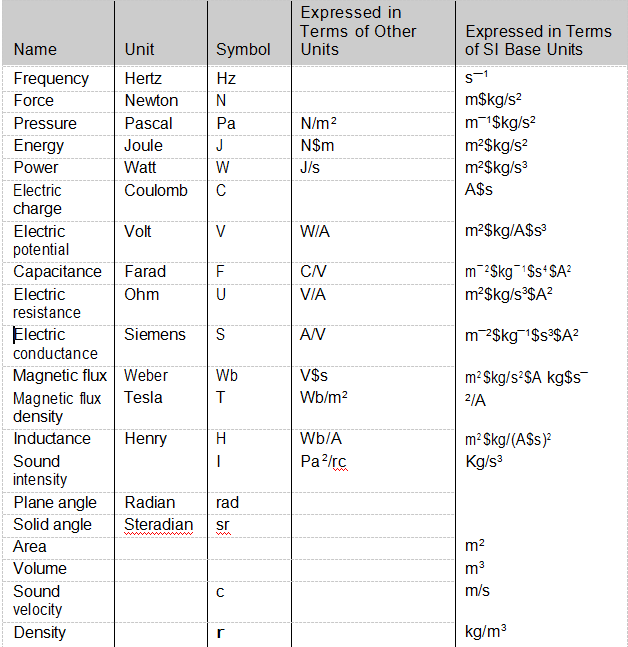 Name Unit Symbol Expressed in Terms of Other Units Expressed in Terms of SI Base Units
Frequency Hertz Hz s¯¹
Force Newton N m$kg/s²
Pressure Pascal Pa N/m² m¯¹$kg/s²
Energy Joule J N$m m²$kg/s²
Power Watt W J/s m²$kg/s³
Electric charge Coulomb C A$s
Electric potential Volt V W/A m²$kg/A$s³
Capacitance Farad F C/V m¯²$kg¯¹$s⁴$A²
Electric resistance Ohm U V/A m²$kg/s³$A²
Electric conductance Siemens S A/V m¯²$kg¯¹$s³$A²
Magnetic flux Weber Wb V$s m²$kg/s²$A kg$s¯
Magnetic flux density Tesla T Wb/m² ²/A
Inductance Henry H Wb/A m²$kg/(A$s)²
Sound intensity I Pa²/rc Kg/s³
Plane angle Radian rad
Solid angle Steradian sr
Area m²
Volume m³
Sound velocity c m/s
Density r kg/m³